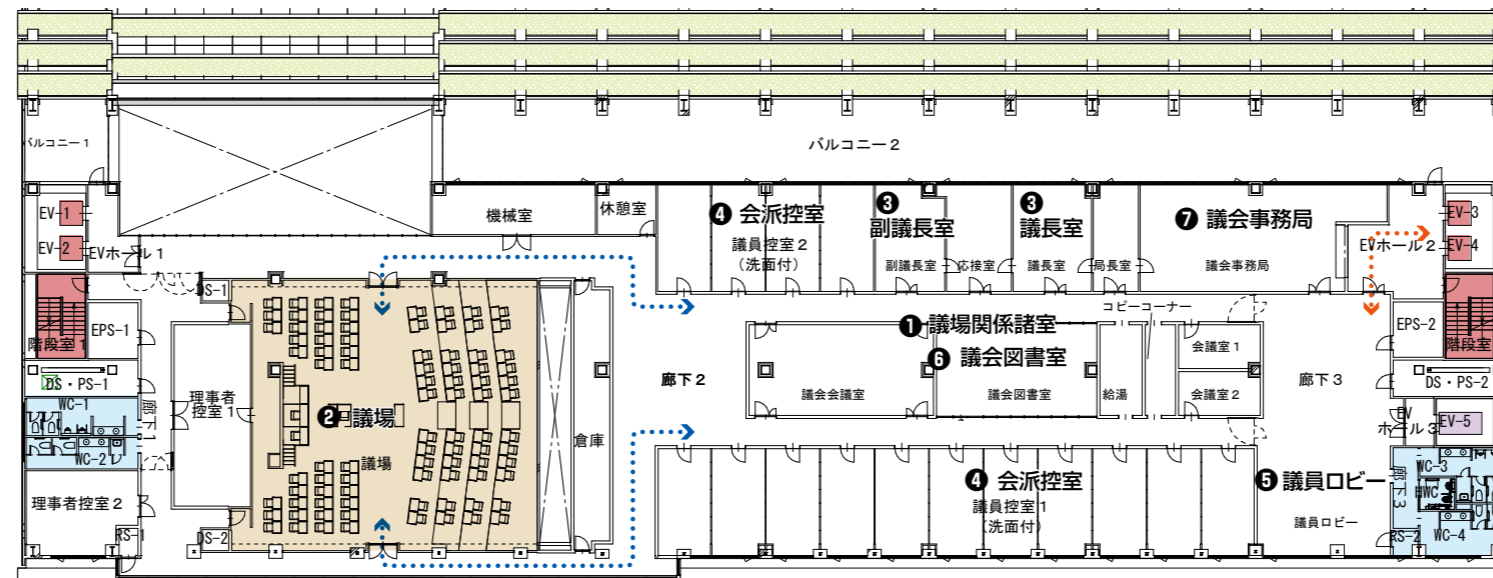 バルコニー1
バルコニー2
EV-1
EV-2
EVホール1
機械室
休憩室
❹ 会派控室
議員控室2
(洗面付)
❸
副議長室
副議長室
応接室
❸
議長室
議長室
局長室
❼ 議会事務局
議会事務局
EVホール2
EV-3
EV-4
階段室1
EPS-1
DS-1
DS・PS-1
WC-1
WC-2
廊下1
理事者
控室1
理事者控室2
RS-1
DS-2
❷ 議場
議場
倉庫
廊下2
❶ 議場関係諸室
❻ 議会図書室
議会会議室
議会図書室
給湯
コピーコーナー
会議室1
会議室2
廊下3
EPS-2
階段室
DS・PS-2
EV
ホール3
EV-5
❹ 会派控室
議員控室1
(洗面付)
❺ 議員ロビー
議員ロビー
WC-3
廊下3
HWC
WC-4
RS-2